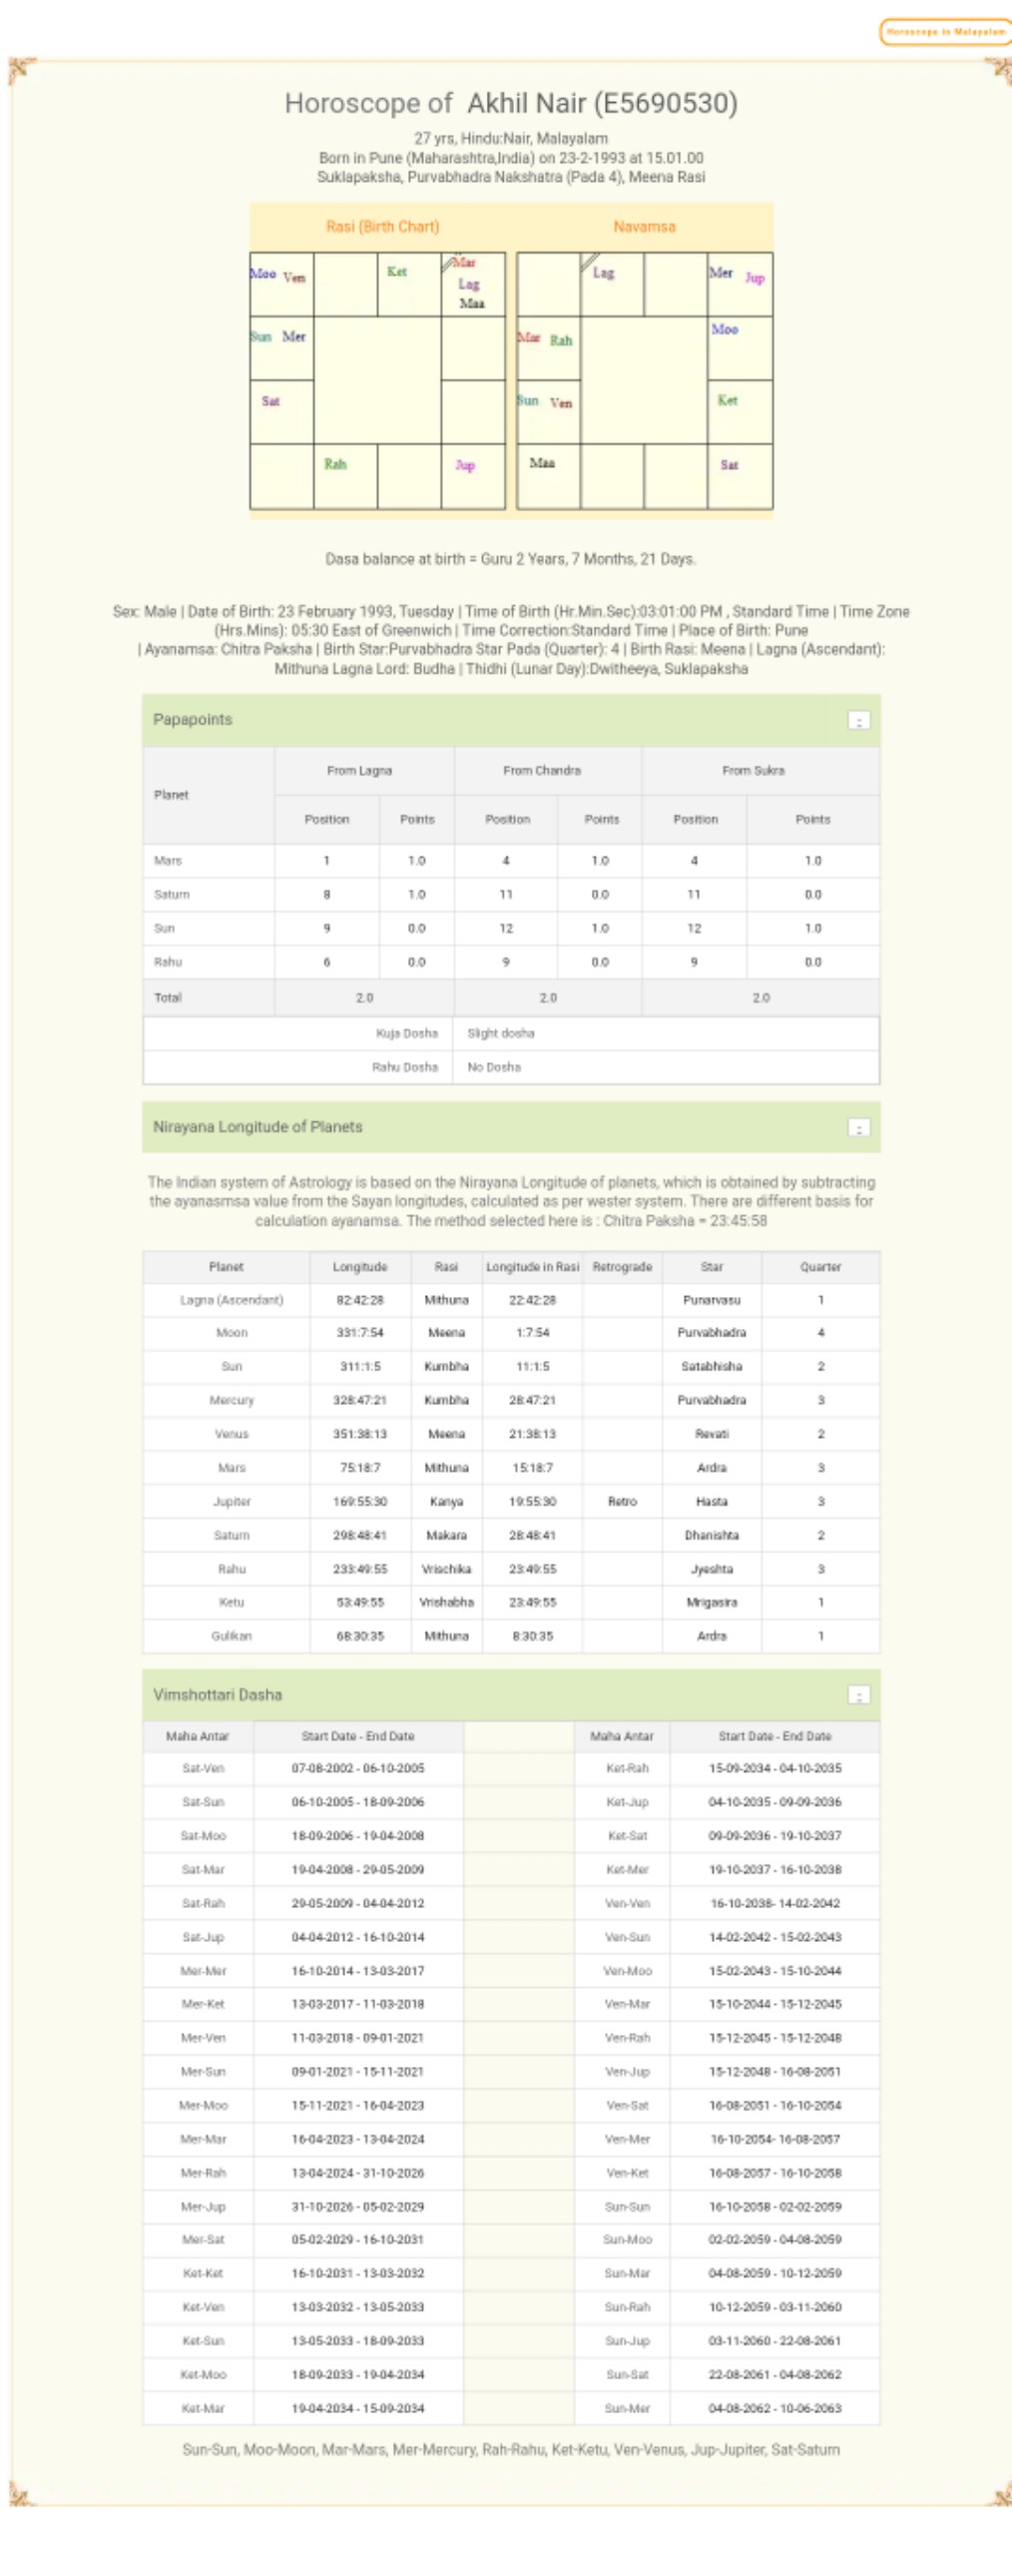 Horoscope in Malayalam
Horoscope of Akhil Nair (E5690530)
27 yrs, Hindu:Nair, Malayalam
Born in Pune (Maharashtra,India) on 23-2-1993 at 15.01.00
Suklapaksha, Purvabhadra Nakshatra (Pada 4), Meena Rasi
Rasi (Birth Chart) Navamsa
Moo Ven Ket Mar Lag Mer Jup
Lag
Maa
Sun Mer Mar Rah Moo
Sat Sun Ven Ket
Rah Jup Maa Sat
Dasa balance at birth = Guru 2 Years, 7 Months, 21 Days.
Sex: Male | Date of Birth: 23 February 1993, Tuesday | Time of Birth (Hr.Min.Sec):03:01:00 PM , Standard Time | Time Zone
(Hrs.Mins): 05:30 East of Greenwich | Time Correction:Standard Time | Place of Birth: Pune
| Ayanamsa: Chitra Paksha | Birth Star:Purvabhadra Star Pada (Quarter): 4 | Birth Rasi: Meena | Lagna (Ascendant):
Mithuna Lagna Lord: Budha | Thidhi (Lunar Day):Dwitheeya, Suklapaksha
Papapoints
Planet From Lagna From Chandra From Sukra
Position Points Position Points Position Points
Mars 1 1.0 4 1.0 4 1.0
Saturn 8 1.0 11 0.0 11 0.0
Sun 9 0.0 12 1.0 12 1.0
Rahu 6 0.0 9 0.0 9 0.0
Total 2.0 2.0 2.0
Kuja Dosha Slight dosha
Rahu Dosha No Dosha
Nirayana Longitude of Planets
The Indian system of Astrology is based on the Nirayana Longitude of planets, which is obtained by subtracting
the ayanasmsa value from the Sayan longitudes, calculated as per wester system. There are different basis for
calculation ayanamsa. The method selected here is : Chitra Paksha = 23:45:58
Planet Longitude Rasi Longitude in Rasi Retrograde Star Quarter
Lagna (Ascendant) 82:42:28 Mithuna 22:42:28 Punarvasu 1
Moon 331:7:54 Meena 1:7:54 Purvabhadra 4
Sun 311:1:5 Kumbha 11:1:5 Satabhisha 2
Mercury 328:47:21 Kumbha 28:47:21 Purvabhadra 3
Venus 351:38:13 Meena 21:38:13 Revati 2
Mars 75:18:7 Mithuna 15:18:7 Ardra 3
Jupiter 169:55:30 Kanya 19:55:30 Retro Hasta 3
Saturn 298:48:41 Makara 28:48:41 Dhanishta 2
Rahu 233:49:55 Vrischika 23:49:55 Jyeshta 3
Ketu 53:49:55 Vrishabha 23:49:55 Mrigasira 1
Gulikan 68:30:35 Mithuna 8:30:35 Ardra 1
Vimshottari Dasha
Maha Antar Start Date - End Date Maha Antar Start Date - End Date
Sat-Ven 07-08-2002 - 06-10-2005 Ket-Rah 15-09-2034 - 04-10-2035
Sat-Sun 06-10-2005 - 18-09-2006 Ket-Jup 04-10-2035 - 09-09-2036
Sat-Moo 18-09-2006 - 19-04-2008 Ket-Sat 09-09-2036 - 19-10-2037
Sat-Mar 19-04-2008 - 29-05-2009 Ket-Mer 19-10-2037 - 16-10-2038
Sat-Rah 29-05-2009 - 04-04-2012 Ven-Ven 16-10-2038- 14-02-2042
Sat-Jup 04-04-2012 - 16-10-2014 Ven-Sun 14-02-2042 - 15-02-2043
Mer-Mer 16-10-2014 - 13-03-2017 Ven-Moo 15-02-2043 - 15-10-2044
Mer-Ket 13-03-2017 - 11-03-2018 Ven-Mar 15-10-2044 - 15-12-2045
Mer-Ven 11-03-2018 - 09-01-2021 Ven-Rah 15-12-2045 - 15-12-2048
Mer-Sun 09-01-2021 - 15-11-2021 Ven-Jup 15-12-2048 - 16-08-2051
Mer-Moo 15-11-2021 - 16-04-2023 Ven-Sat 16-08-2051 - 16-10-2054
Mer-Mar 16-04-2023 - 13-04-2024 Ven-Mer 16-10-2054- 16-08-2057
Mer-Rah 13-04-2024 - 31-10-2026 Ven-Ket 16-08-2057 - 16-10-2058
Mer-Jup 31-10-2026 - 05-02-2029 Sun-Sun 16-10-2058 - 02-02-2059
Mer-Sat 05-02-2029 - 16-10-2031 Sun-Moo 02-02-2059 - 04-08-2059
Ket-Ket 16-10-2031 - 13-03-2032 Sun-Mar 04-08-2059 - 10-12-2059
Ket-Ven 13-03-2032 - 13-05-2033 Sun-Rah 10-12-2059 - 03-11-2060
Ket-Sun 13-05-2033 - 18-09-2033 Sun-Jup 03-11-2060 - 22-08-2061
Ket-Moo 18-09-2033 - 19-04-2034 Sun-Sat 22-08-2061 - 04-08-2062
Ket-Mar 19-04-2034 - 15-09-2034 Sun-Mer 04-08-2062 - 10-06-2063
Sun-Sun, Moo-Moon, Mar-Mars, Mer-Mercury, Rah-Rahu, Ket-Ketu, Ven-Venus, Jup-Jupiter, Sat-Saturn